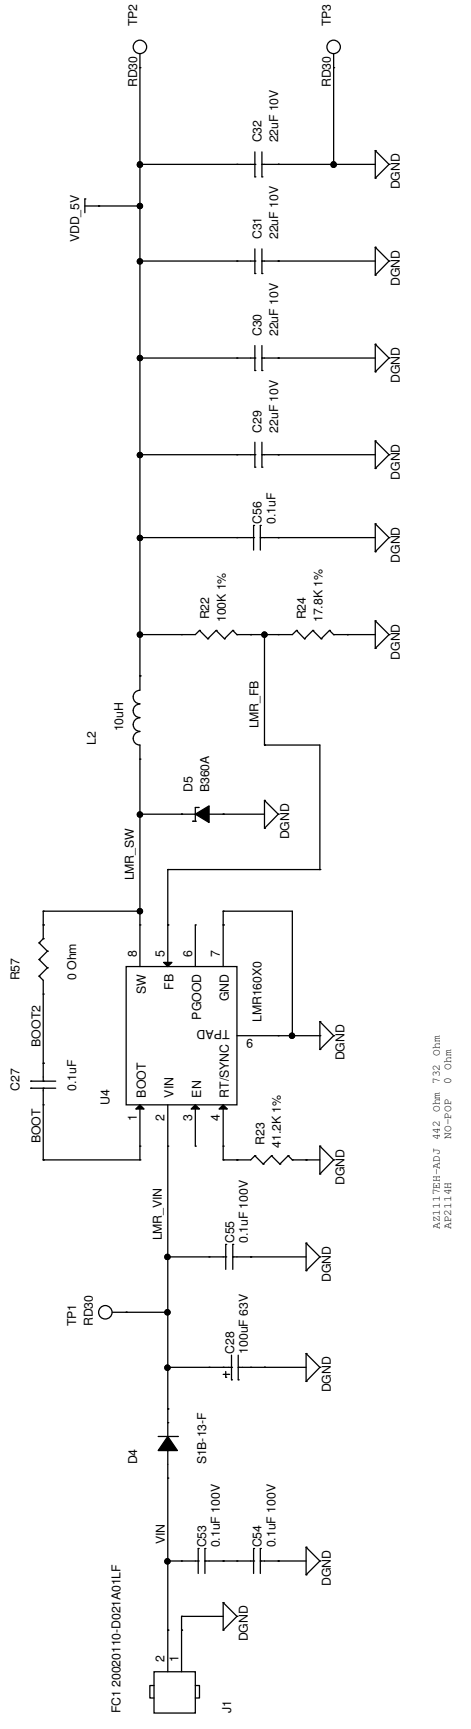 FC1 20020110-D021A01LF
J1
2
1
DGND
VIN
C53
0.1uF 100V
C54
0.1uF 100V
DGND
D4
S1B-13-F
TP1
RD30
C28
100uF 63V
+
DGND
C55
0.1uF 100V
DGND
LMR_VIN
R23
41.2K 1%
DGND
BOOT
C27
0.1uF
BOOT2
R57
0 Ohm
U4
1
BOOT
2
VIN
3
EN
4
RT/SYNC
TPAD
6
SW
8
FB
5
PGOOD
6
GND
7
LMR160X0
DGND
LMR_SW
D5
B360A
DGND
L2
10uH
LMR_FB
R22
100K 1%
R24
17.8K 1%
DGND
C56
0.1uF
DGND
C29
22uF 10V
DGND
C30
22uF 10V
DGND
C31
22uF 10V
DGND
VDD_5V
C32
22uF 10V
DGND
RD30
TP2
RD30
TP3
AZ1117EH-ADJ 442 Ohm 732 Ohm
AP2114H NO-POP 0 Ohm